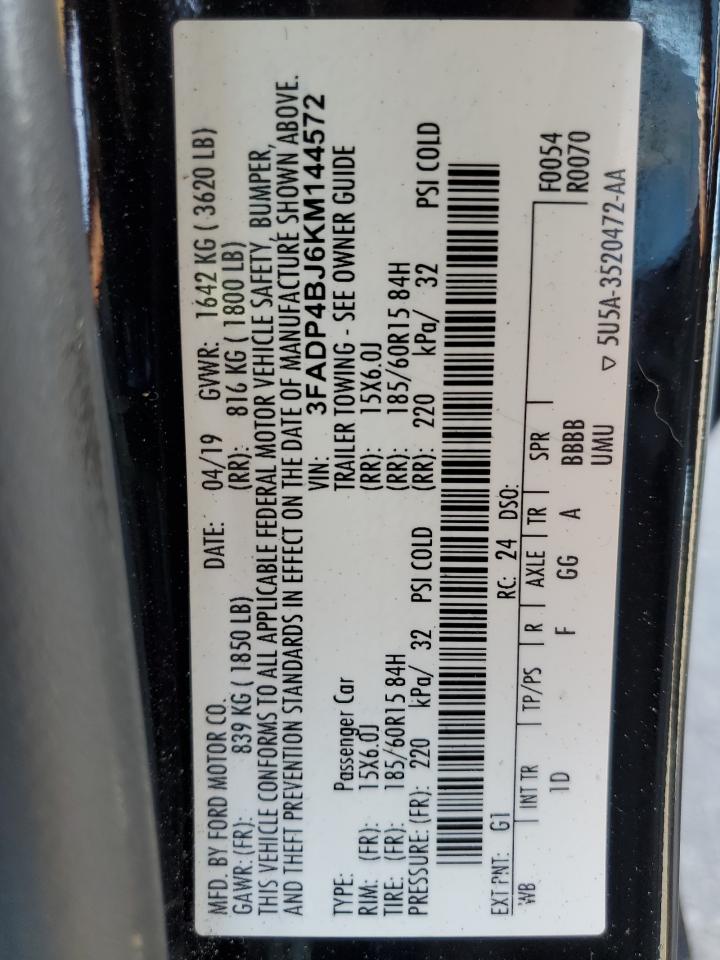 MFD. BY FORD MOTOR CO. DATE: 04/19 GVWR: 1642 KG ( 3620 LB)
GAWR: (FR): 839 KG ( 1850 LB) (RR): 816 KG ( 1800 LB)
THIS VEHICLE CONFORMS TO ALL APPLICABLE FEDERAL MOTOR VEHICLE SAFETY, BUMPER,
AND THEFT PREVENTION STANDARDS IN EFFECT ON THE DATE OF MANUFACTURE SHOWN ABOVE.
VIN: 3FADP4BJ6KM144572
TYPE: Passenger Car TRAILER TOWING - SEE OWNER GUIDE
RIM: (FR): 15X6.0J (RR): 15X6.0J
TIRE: (FR): 185/60R15 84H (RR): 185/60R15 84H
PRESSURE: (FR): 220 kPa/ 32 PSI COLD (RR): 220 kPa/ 32 PSI COLD
EXT PNT: G1 RC: 24 DSO:
WB INT TR TP/PS R AXLE TR SPR F0054
1D F GG A BBBB R0070
UMU
▽ 5U5A-3520472-AA